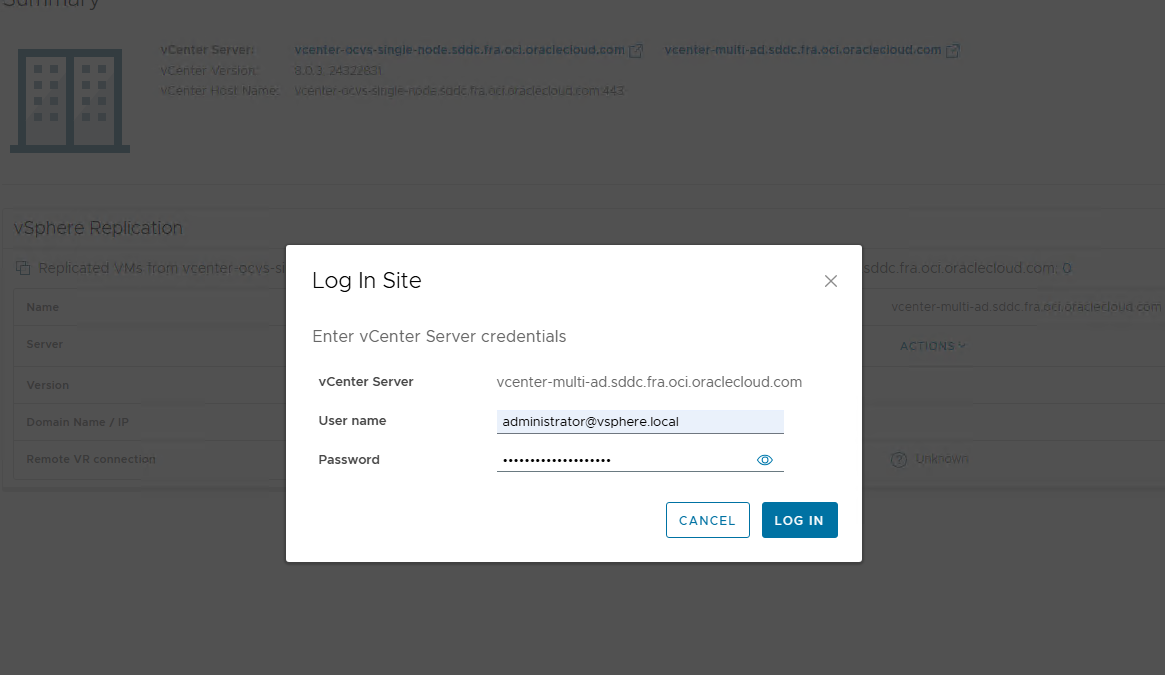 Summary
vCenter Server: vcenter-ocvs-single-node.sddc.fra.oci.oraclecloud.com vcenter-multi-ad.sddc.fra.oci.oraclecloud.com
vCenter Version: 8.0.3, 24322831
vCenter Host Name: vcenter-ocvs-single-node.sddc.fra.oci.oraclecloud.com:443
vSphere Replication
Replicated VMs from vcenter-ocvs-si sddc.fra.oci.oraclecloud.com: 0
Name vcenter-multi-ad.sddc.fra.oci.oraclecloud.com
Server ACTIONS
Version
Domain Name / IP
Remote VR connection Unknown
Log In Site
Enter vCenter Server credentials
vCenter Server vcenter-multi-ad.sddc.fra.oci.oraclecloud.com
User name administrator@vsphere.local
Password ••••••••••••••••••••
CANCEL LOG IN